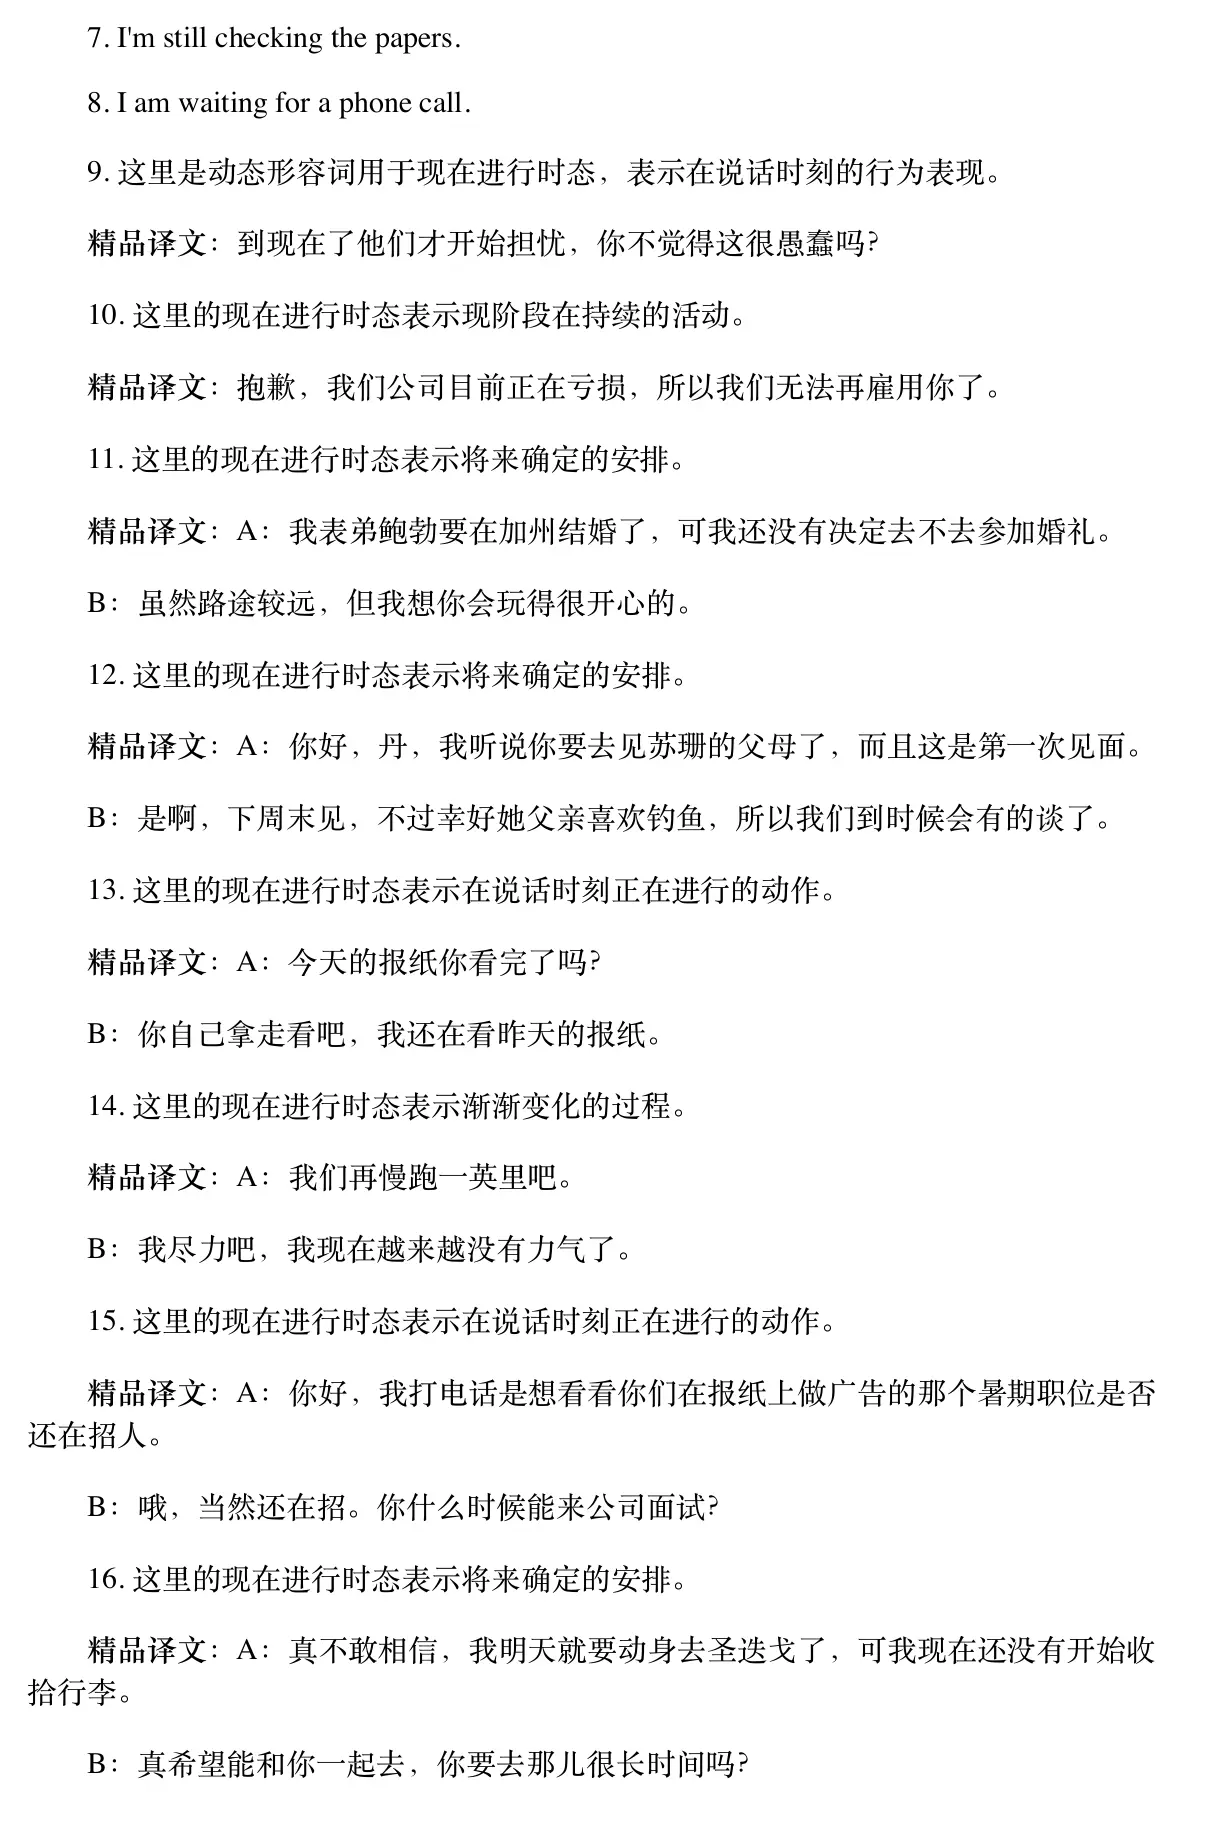 7. I'm still checking the papers.
8. I am waiting for a phone call.
9. 这里是动态形容词用于现在进行时态，表示在说话时刻的行为表现。
精品译文：到现在了他们才开始担忧，你不觉得这很愚蠢吗？
10. 这里的现在进行时态表示现阶段在持续的活动。
精品译文：抱歉，我们公司目前正在亏损，所以我们无法再雇用你了。
11. 这里的现在进行时态表示将来确定的安排。
精品译文：A：我表弟鲍勃要在加州结婚了，可我还没有决定去不去参加婚礼。
B：虽然路途较远，但我想你会玩得很开心的。
12. 这里的现在进行时态表示将来确定的安排。
精品译文：A：你好，丹，我听说你要去见苏珊的父母了，而且这是第一次见面。
B：是啊，下周末见，不过幸好她父亲喜欢钓鱼，所以我们到时候会有的谈了。
13. 这里的现在进行时态表示在说话时刻正在进行的动作。
精品译文：A：今天的报纸你看完了吗？
B：你自己拿走看吧，我还在看昨天的报纸。
14. 这里的现在进行时态表示渐渐变化的过程。
精品译文：A：我们再慢跑一英里吧。
B：我尽力吧，我现在越来越没有力气了。
15. 这里的现在进行时态表示在说话时刻正在进行的动作。
精品译文：A：你好，我打电话是想看看你们在报纸上做广告的那个暑期职位是否
还在招人。
B：哦，当然还在招。你什么时候能来公司面试？
16. 这里的现在进行时态表示将来确定的安排。
精品译文：A：真不敢相信，我明天就要动身去圣迭戈了，可我现在还没有开始收
拾行李。
B：真希望能和你一起去，你要去那儿很长时间吗？